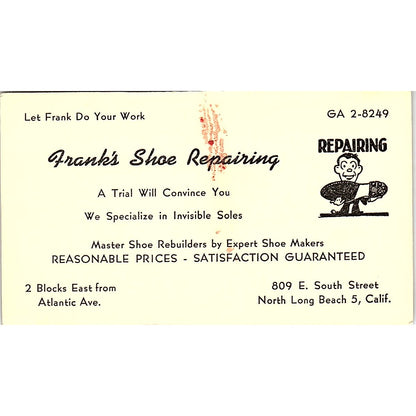 Let Frank Do Your Work
GA 2-8249
REPAIRING
Frank's Shoe Repairing
A Trial Will Convince You
We Specialize in Invisible Soles
Master Shoe Rebuilders by Expert Shoe Makers
REASONABLE PRICES - SATISFACTION GUARANTEED
2 Blocks East from
Atlantic Ave.
809 E. South Street
North Long Beach 5, Calif.